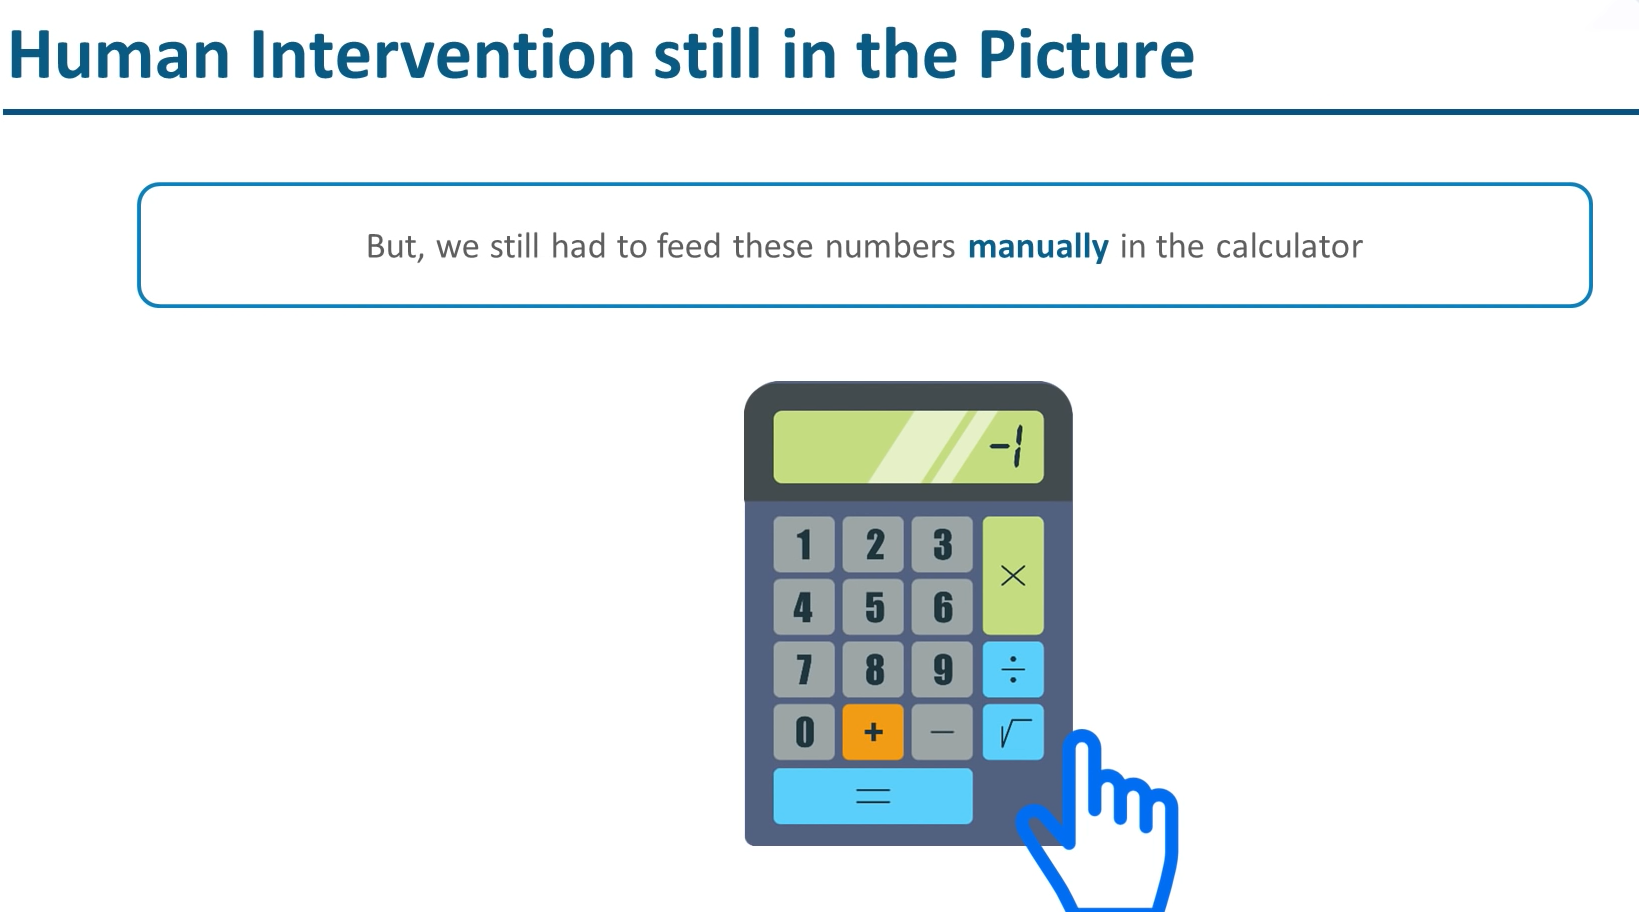 Human Intervention still in the Picture
But, we still had to feed these numbers manually in the calculator
-1
1 2 3 ×
4 5 6
7 8 9 ÷
0 + − √
=